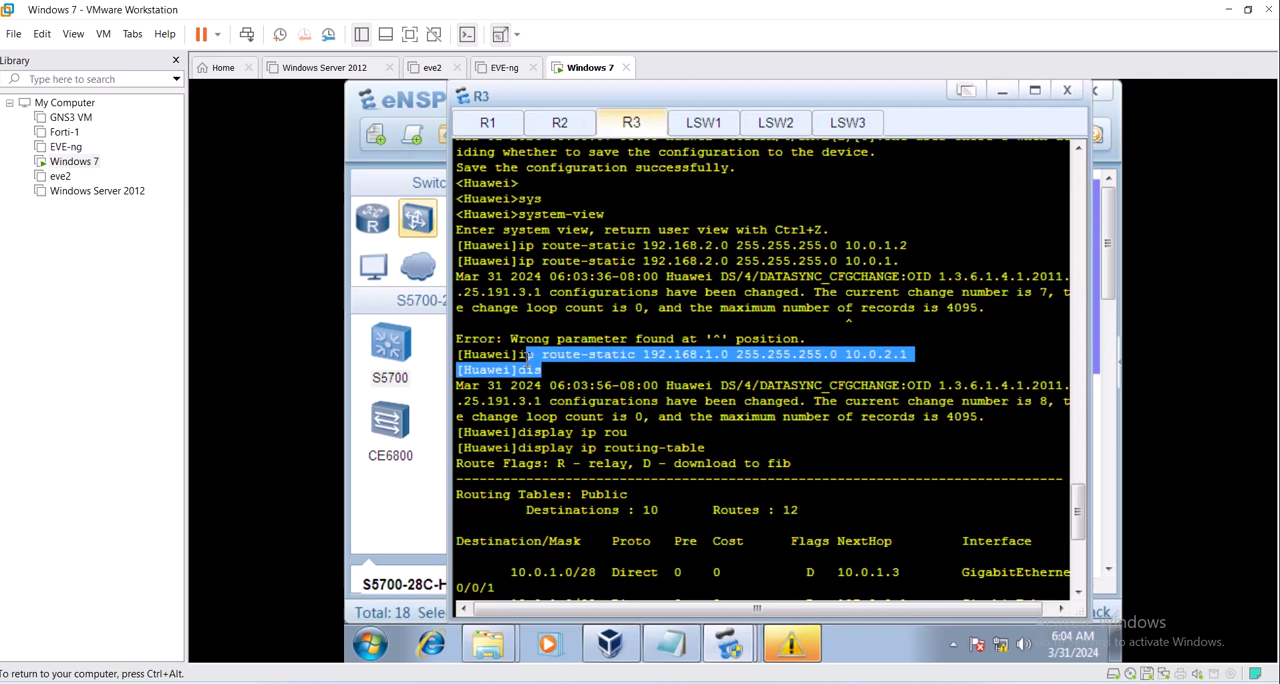 Windows 7 - VMware Workstation
File Edit View VM Tabs Help
Library
Type here to search
My Computer
GNS3 VM
Forti-1
EVE-ng
Windows 7
eve2
Windows Server 2012
Home
Windows Server 2012
eve2
EVE-ng
Windows 7
eNSP
R3
R1 R2 R3 LSW1 LSW2 LSW3
Switc
S5700-2
S5700
CE6800
S5700-28C-H
Total: 18 Selec
iding whether to save the configuration to the device.
Save the configuration successfully.
<Huawei>
<Huawei>sys
<Huawei>system-view
Enter system view, return user view with Ctrl+Z.
[Huawei]ip route-static 192.168.2.0 255.255.255.0 10.0.1.2
[Huawei]ip route-static 192.168.2.0 255.255.255.0 10.0.1.
Mar 31 2024 06:03:36-08:00 Huawei DS/4/DATASYNC_CFGCHANGE:OID 1.3.6.1.4.1.2011.
.25.191.3.1 configurations have been changed. The current change number is 7, t
e change loop count is 0, and the maximum number of records is 4095.
^
Error: Wrong parameter found at '^' position.
[Huawei]ip route-static 192.168.1.0 255.255.255.0 10.0.2.1
[Huawei]dis
Mar 31 2024 06:03:56-08:00 Huawei DS/4/DATASYNC_CFGCHANGE:OID 1.3.6.1.4.1.2011.
.25.191.3.1 configurations have been changed. The current change number is 8, t
e change loop count is 0, and the maximum number of records is 4095.
[Huawei]display ip rou
[Huawei]display ip routing-table
Route Flags: R - relay, D - download to fib
------------------------------------------------------------------------------
Routing Tables: Public
Destinations : 10 Routes : 12
Destination/Mask Proto Pre Cost Flags NextHop Interface
10.0.1.0/28 Direct 0 0 D 10.0.1.3 GigabitEtherne
0/0/1
ack
6:04 AM
3/31/2024
to activate Windows.
To return to your computer, press Ctrl+Alt.